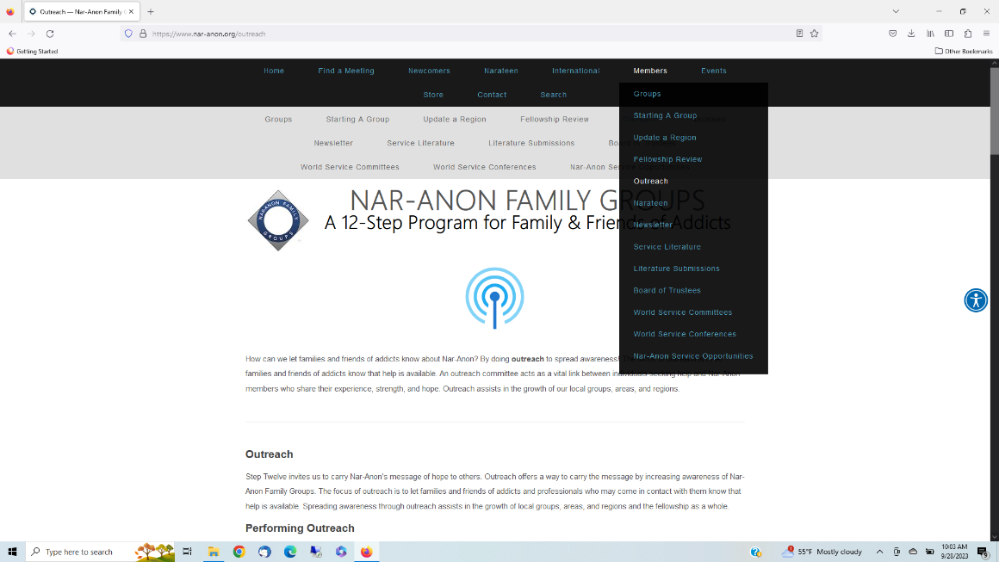 Outreach — Nar-Anon Family G
https://www.nar-anon.org/outreach
Getting Started
Other Bookmarks
Home Find a Meeting Newcomers Narateen International Members Events
Store Contact Search
Groups
Starting A Group
Update a Region
Fellowship Review
Outreach
Narateen
Newsletter
Service Literature
Literature Submissions
Board of Trustees
World Service Committees
World Service Conferences
Nar-Anon Service Opportunities
Groups Starting A Group Update a Region Fellowship Review
Newsletter Service Literature Literature Submissions
World Service Committees World Service Conferences
NAR-ANON FAMILY GROUPS
A 12-Step Program for Family & Friends of Addicts
NAR-ANON FAMILY
GROUPS
How can we let families and friends of addicts know about Nar-Anon? By doing outreach to spread awareness!
families and friends of addicts know that help is available. An outreach committee acts as a vital link between individuals seeking help and Nar-Anon
members who share their experience, strength, and hope. Outreach assists in the growth of our local groups, areas, and regions.
Outreach
Step Twelve invites us to carry Nar-Anon's message of hope to others. Outreach offers a way to carry the message by increasing awareness of Nar-
Anon Family Groups. The focus of outreach is to let families and friends of addicts and professionals who may come in contact with them know that
help is available. Spreading awareness through outreach assists in the growth of local groups, areas, and regions and the fellowship as a whole.
Performing Outreach
Type here to search
55°F Mostly cloudy
10:03 AM
9/28/2023